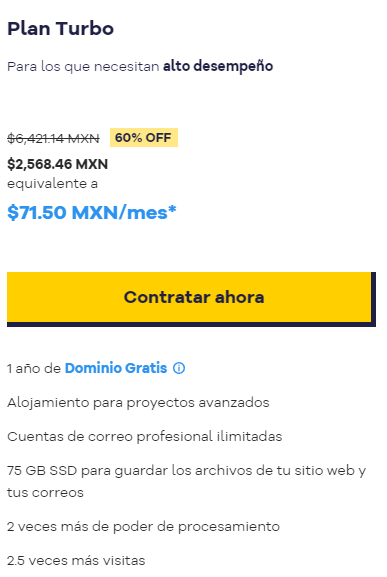 Plan Turbo
Para los que necesitan alto desempeño
$6,421.14 MXN 60% OFF
$2,568.46 MXN
equivalente a
$71.50 MXN/mes*
Contratar ahora
1 año de Dominio Gratis
Alojamiento para proyectos avanzados
Cuentas de correo profesional ilimitadas
75 GB SSD para guardar los archivos de tu sitio web y
tus correos
2 veces más de poder de procesamiento
2.5 veces más visitas